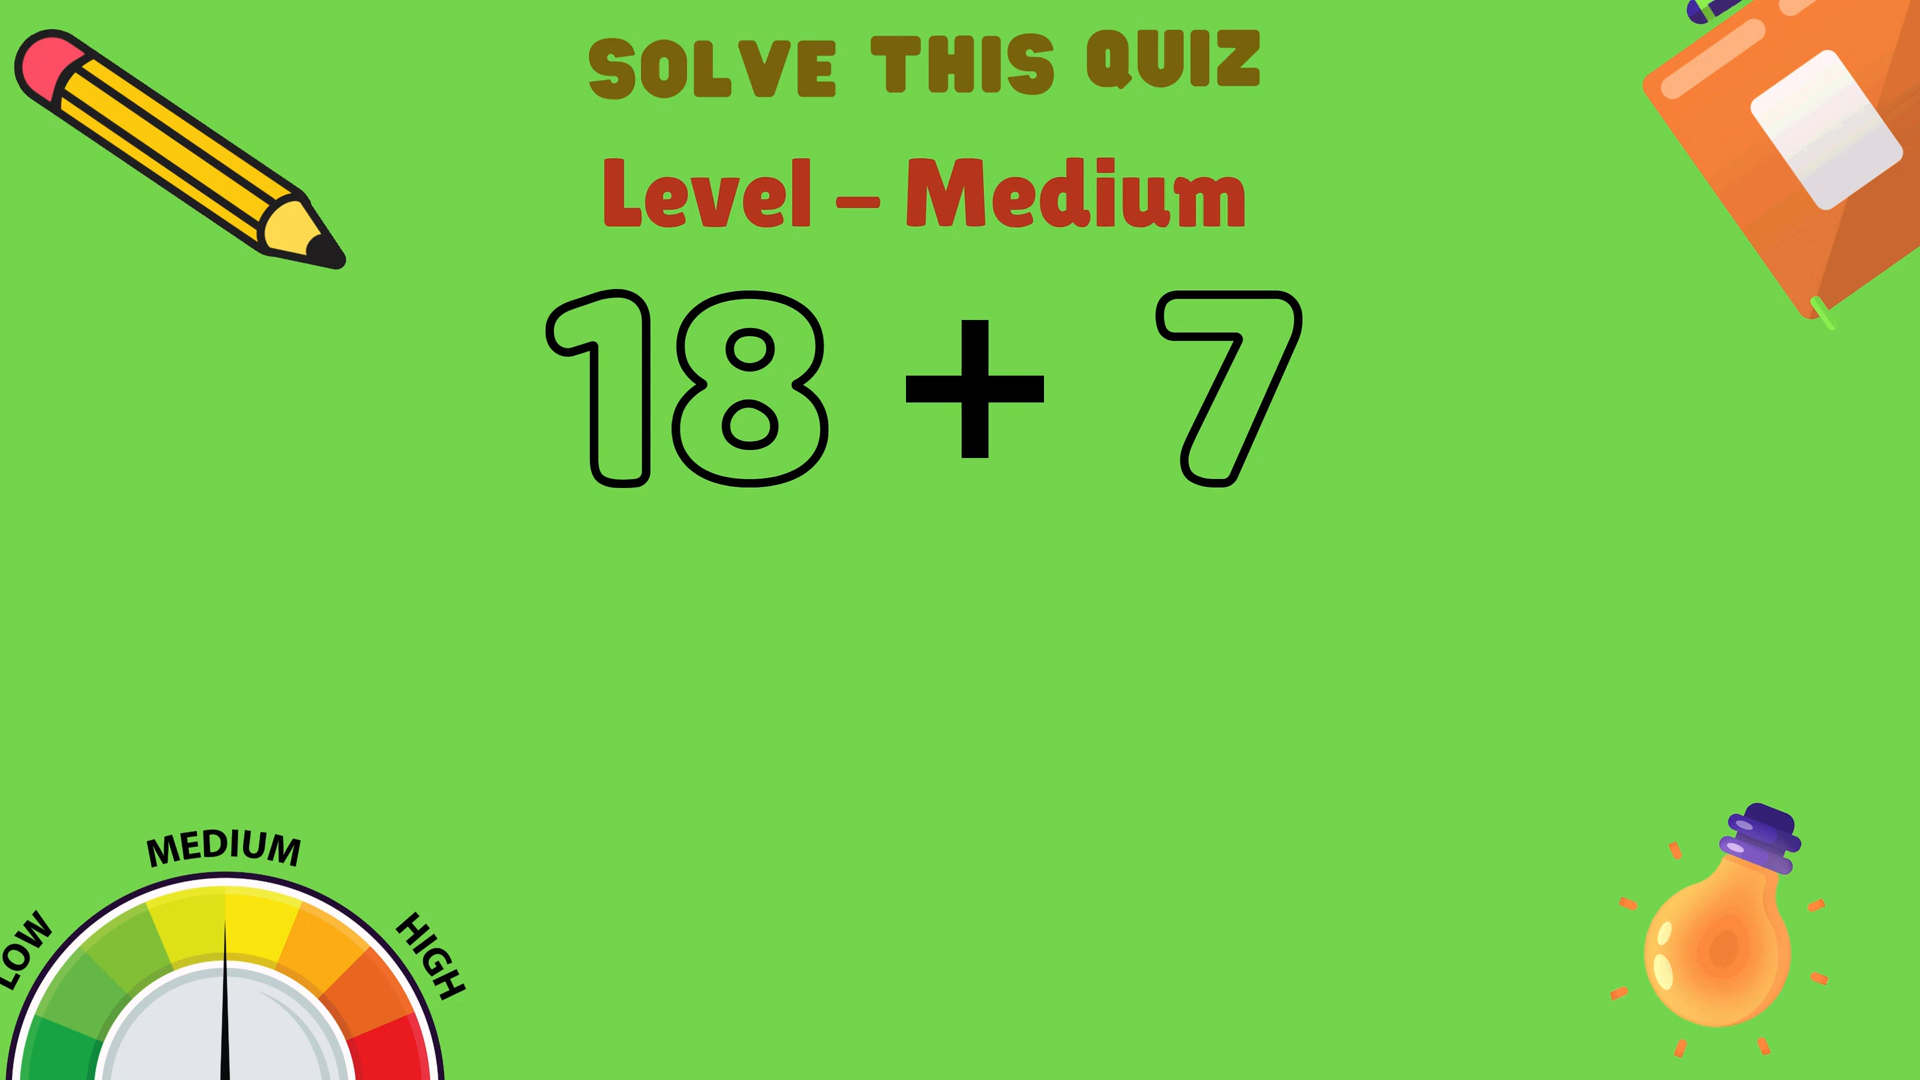 SOLVE THIS QUIZ
Level – Medium
18 + 7
LOW
MEDIUM
HIGH